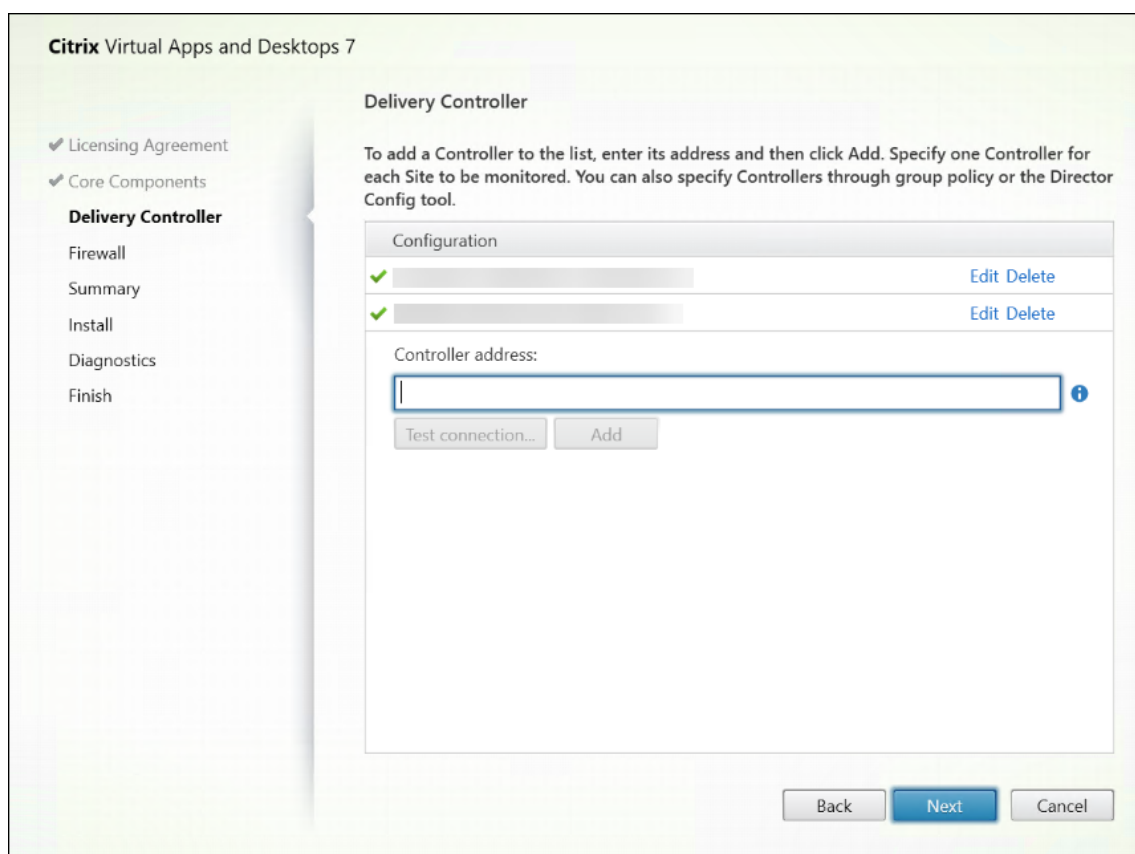 Citrix Virtual Apps and Desktops 7
Licensing Agreement
Core Components
Delivery Controller
Firewall
Summary
Install
Diagnostics
Finish
Delivery Controller
To add a Controller to the list, enter its address and then click Add. Specify one Controller for
each Site to be monitored. You can also specify Controllers through group policy or the Director
Config tool.
Configuration
Edit Delete
Edit Delete
Controller address:
Test connection... Add
Back Next Cancel